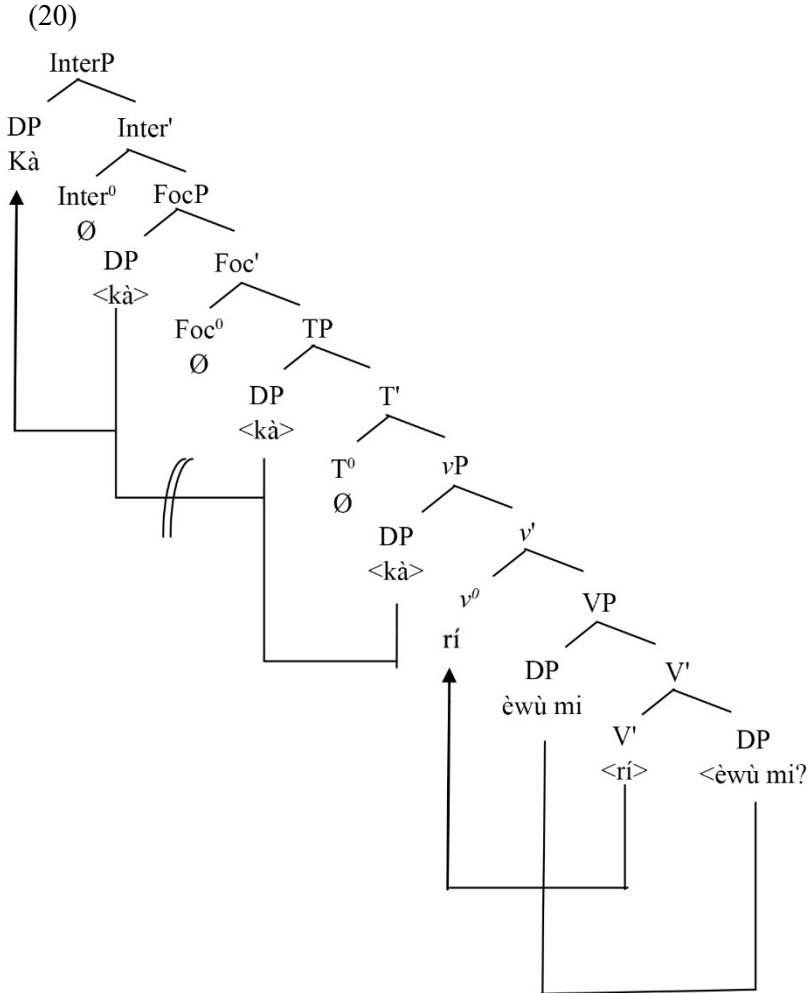 (20)
InterP
DP Inter'
Kà
Inter⁰ FocP
Ø
DP Foc'
<kà>
Foc⁰ TP
Ø
DP T'
<kà>
T⁰ vP
Ø
DP v'
<kà>
v⁰ VP
rí
DP V'
èwù mi
V' DP
<rí> <èwù mi?